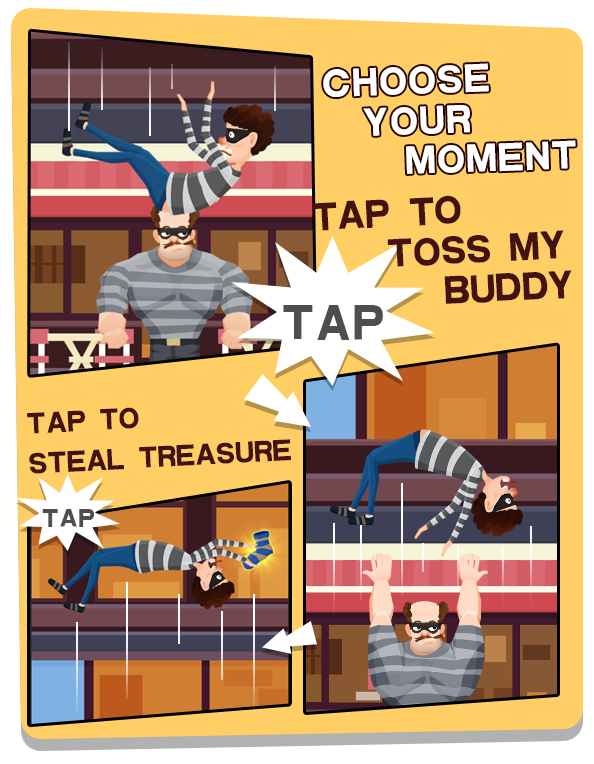 CHOOSE
YOUR
MOMENT
TAP TO
TOSS MY
BUDDY
TAP
TAP TO
STEAL TREASURE
TAP